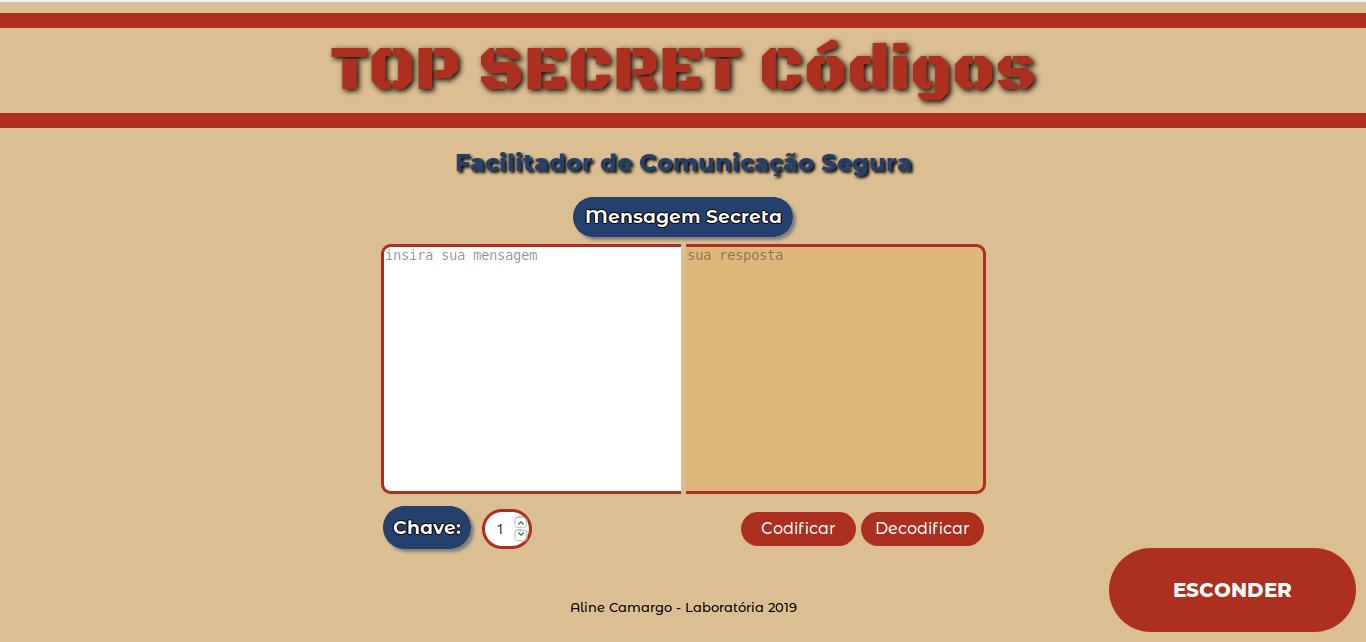 TOP SECRET Códigos
Facilitador de Comunicação Segura
Mensagem Secreta
insira sua mensagem
sua resposta
Chave:
1
Codificar
Decodificar
ESCONDER
Aline Camargo - Laboratória 2019